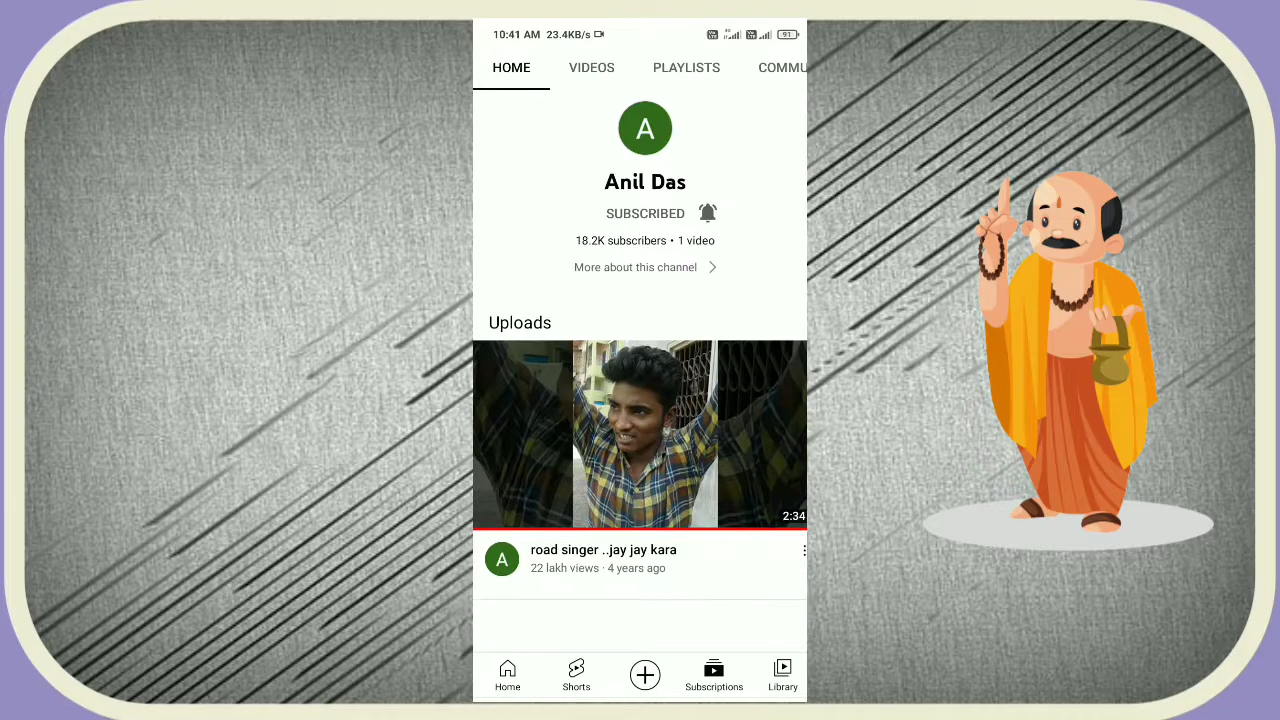 10:41 AM 23.4KB/s
91
HOME VIDEOS PLAYLISTS COMMU
A
Anil Das
SUBSCRIBED
18.2K subscribers • 1 video
More about this channel
Uploads
2:34
A
road singer ..jay jay kara
22 lakh views · 4 years ago
Home Shorts Subscriptions Library